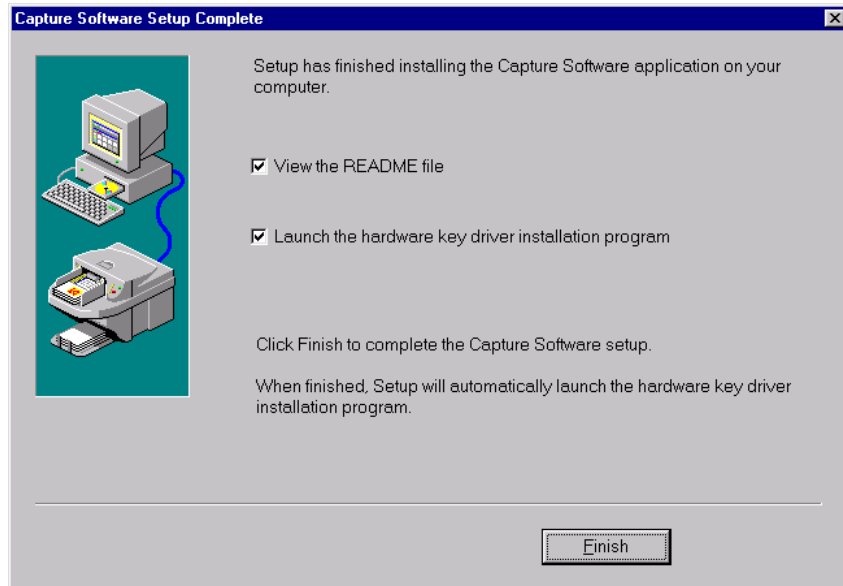 Capture Software Setup Complete
Setup has finished installing the Capture Software application on your
computer.
View the README file
Launch the hardware key driver installation program
Click Finish to complete the Capture Software setup.
When finished, Setup will automatically launch the hardware key driver
installation program.
Finish